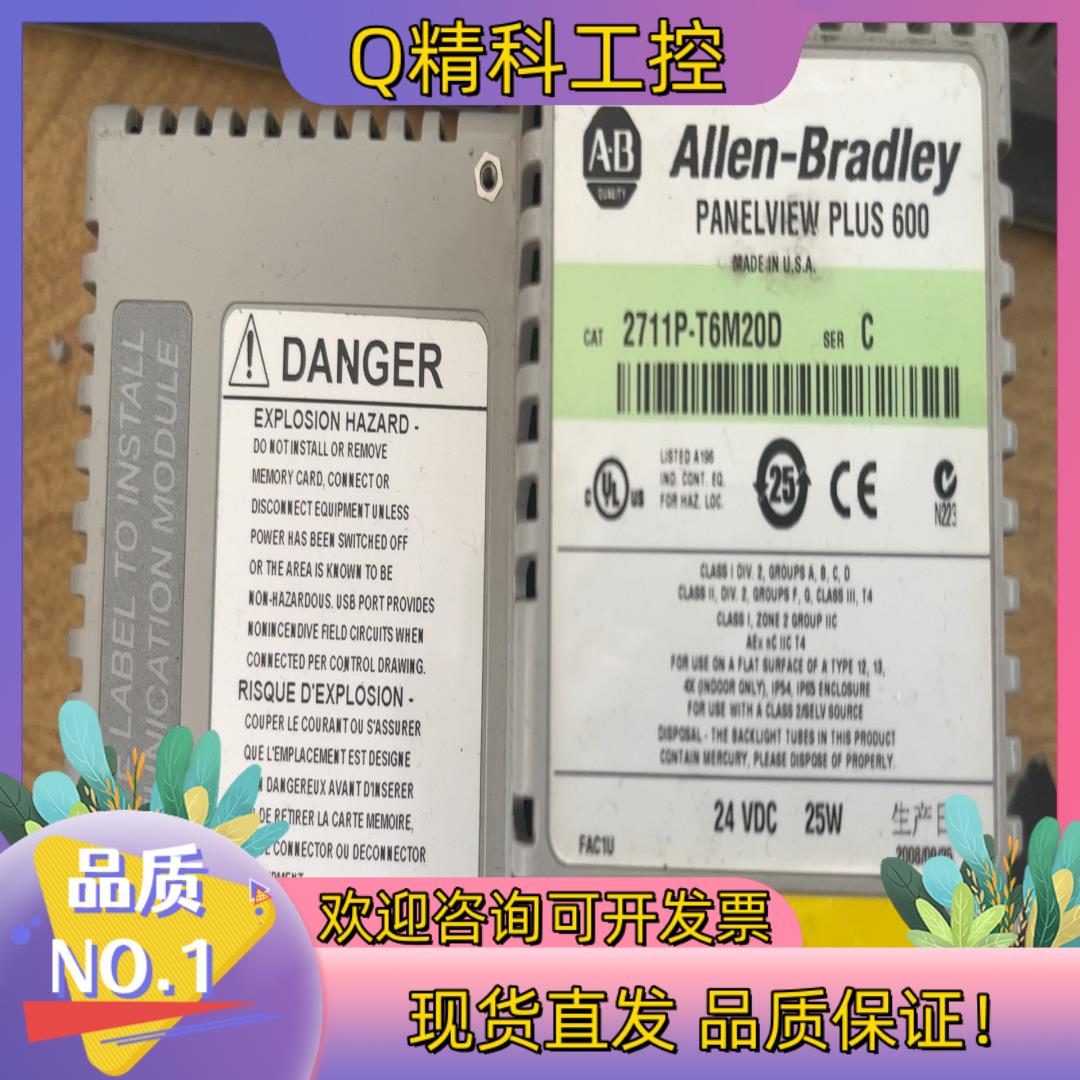 Q精科工控
A·B
QUALITY
Allen-Bradley
PANELVIEW PLUS 600
MADE IN U.S.A.
CAT 2711P-T6M20D SER C
LISTED A196
IND. CONT. EQ.
FOR HAZ. LOC.
C UL US
25
CE
N223
CLASS I DIV. 2, GROUPS A, B, C, D
CLASS II, DIV. 2, GROUPS F, G, CLASS III, T4
CLASS I, ZONE 2 GROUP IIC
AEx nC IIC T4
FOR USE ON A FLAT SURFACE OF A TYPE 12, 13,
4X (INDOOR ONLY), IP54, IP65 ENCLOSURE
FOR USE WITH A CLASS 2/SELV SOURCE
DISPOSAL - THE BACKLIGHT TUBES IN THIS PRODUCT
CONTAIN MERCURY, PLEASE DISPOSE OF PROPERLY.
24 VDC 25W 生产日
FAC1U
LABEL TO INSTALL
MODULE
DANGER
EXPLOSION HAZARD -
DO NOT INSTALL OR REMOVE
MEMORY CARD, CONNECT OR
DISCONNECT EQUIPMENT UNLESS
POWER HAS BEEN SWITCHED OFF
OR THE AREA IS KNOWN TO BE
NON-HAZARDOUS. USB PORT PROVIDES
NONINCENDIVE FIELD CIRCUITS WHEN
CONNECTED PER CONTROL DRAWING.
RISQUE D'EXPLOSION -
COUPER LE COURANT OU S'ASSURER
QUE L'EMPLACEMENT EST DESIGNE
DANGEREUX AVANT D'INSERER
DE RETIRER LA CARTE MEMOIRE,
CONNECTOR OU DECONNECTOR
品质
NO.1
欢迎咨询可开发票
现货直发 品质保证!